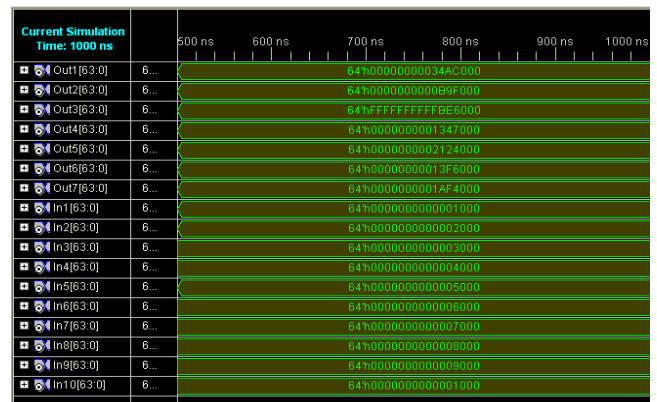 Current Simulation
Time: 1000 ns
500 ns 600 ns 700 ns 800 ns 900 ns 1000 ns
Out1[63:0] 6... 64'h00000000034AC000
Out2[63:0] 6... 64'h0000000000B9F000
Out3[63:0] 6... 64'hFFFFFFFFFFBE6000
Out4[63:0] 6... 64'h0000000001347000
Out5[63:0] 6... 64'h0000000002124000
Out6[63:0] 6... 64'h00000000013F6000
Out7[63:0] 6... 64'h0000000001AF4000
In1[63:0] 6... 64'h0000000000001000
In2[63:0] 6... 64'h0000000000002000
In3[63:0] 6... 64'h0000000000003000
In4[63:0] 6... 64'h0000000000004000
In5[63:0] 6... 64'h0000000000005000
In6[63:0] 6... 64'h0000000000006000
In7[63:0] 6... 64'h0000000000007000
In8[63:0] 6... 64'h0000000000008000
In9[63:0] 6... 64'h0000000000009000
In10[63:0] 6... 64'h0000000000001000